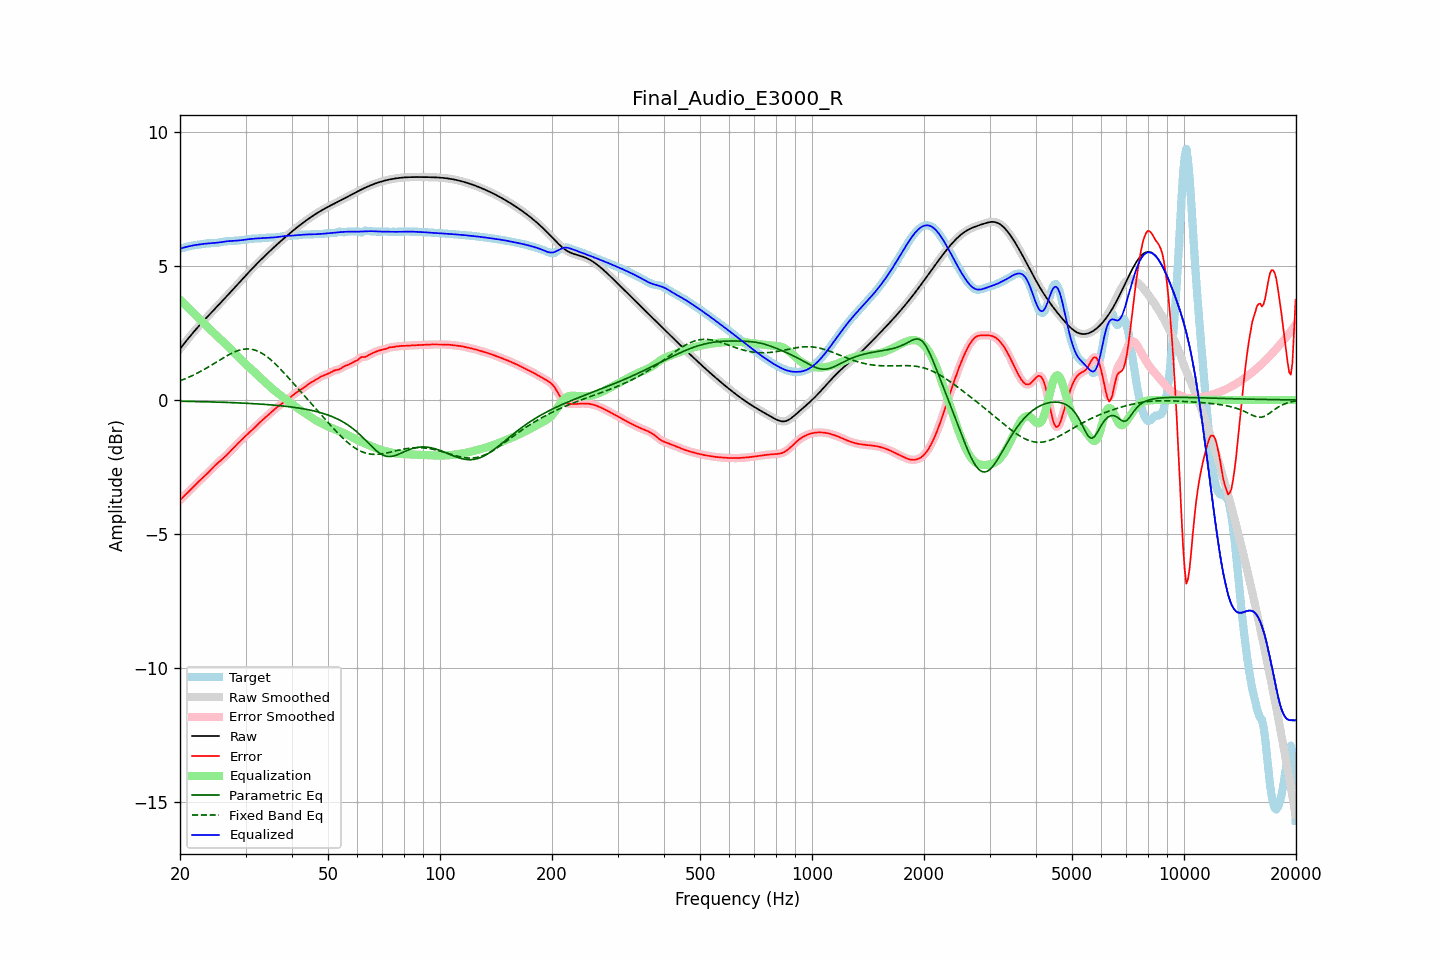 Final_Audio_E3000_R
10
5
0
−5
−10
−15
Amplitude (dBr)
Target
Raw Smoothed
Error Smoothed
Raw
Error
Equalization
Parametric Eq
Fixed Band Eq
Equalized
20 50 100 200 500 1000 2000 5000 10000 20000
Frequency (Hz)